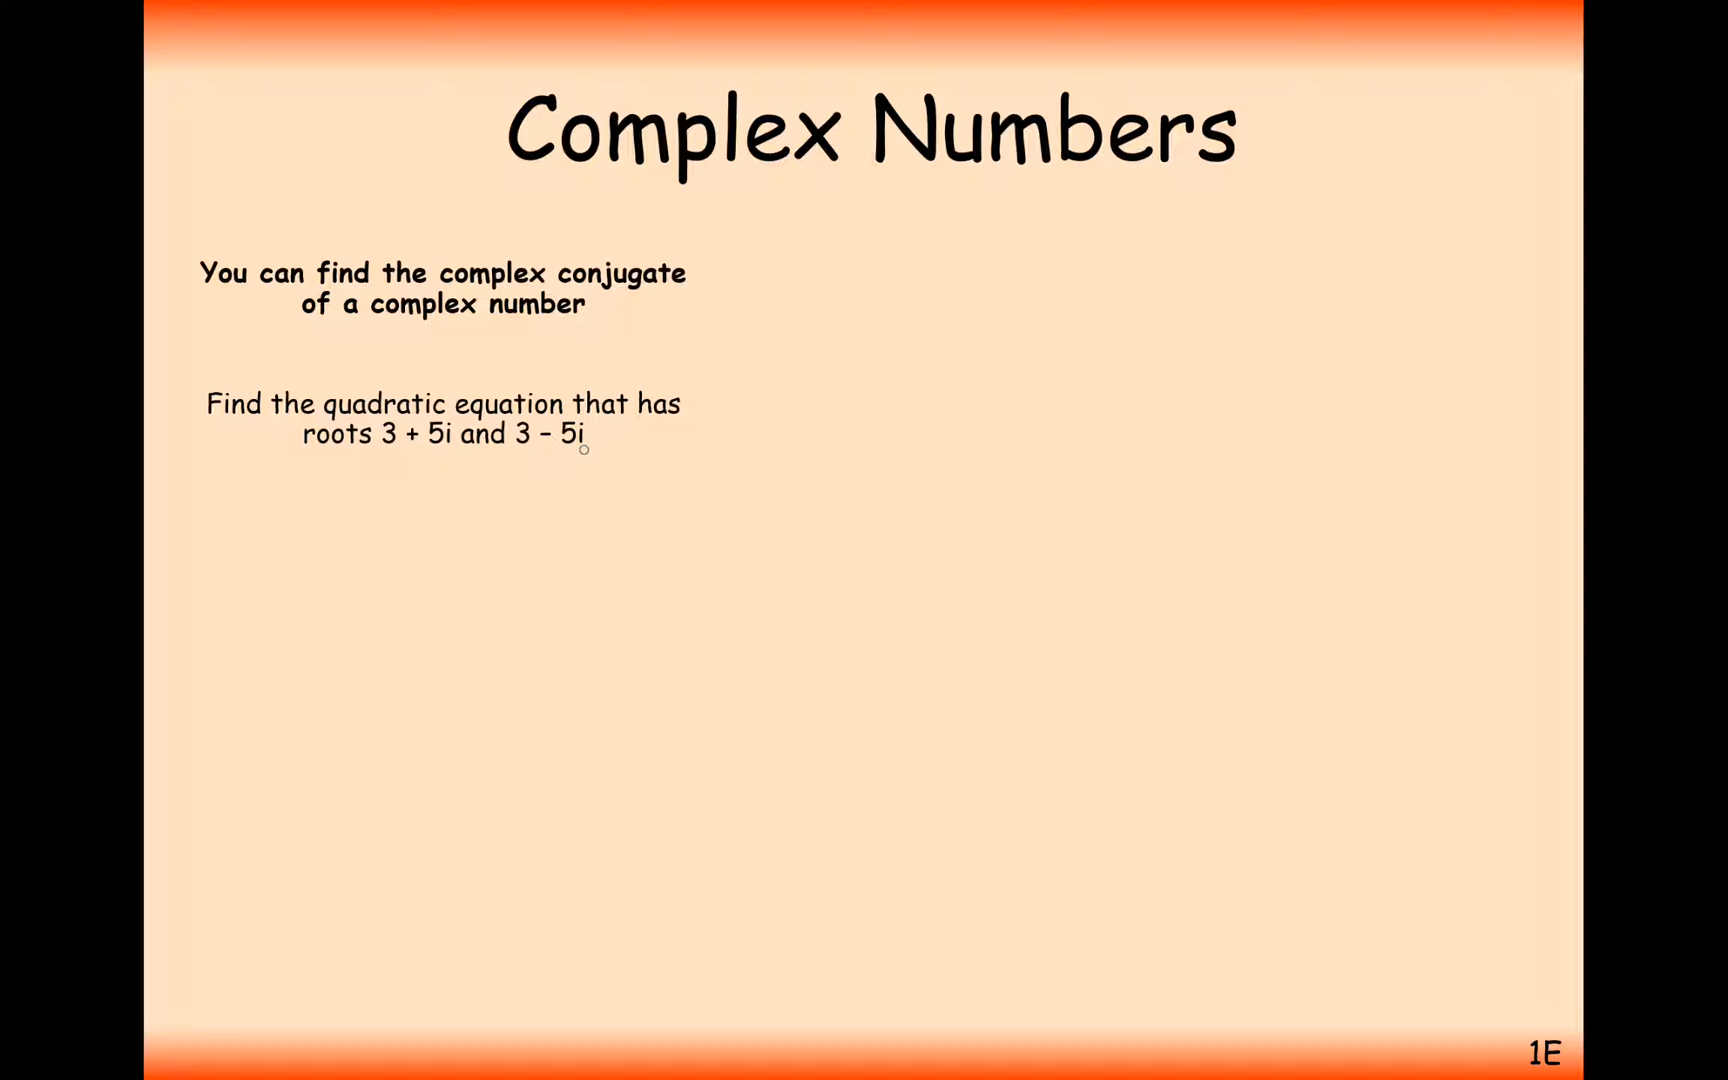 Complex Numbers
You can find the complex conjugate
of a complex number
Find the quadratic equation that has
roots 3 + 5i and 3 – 5i
1E